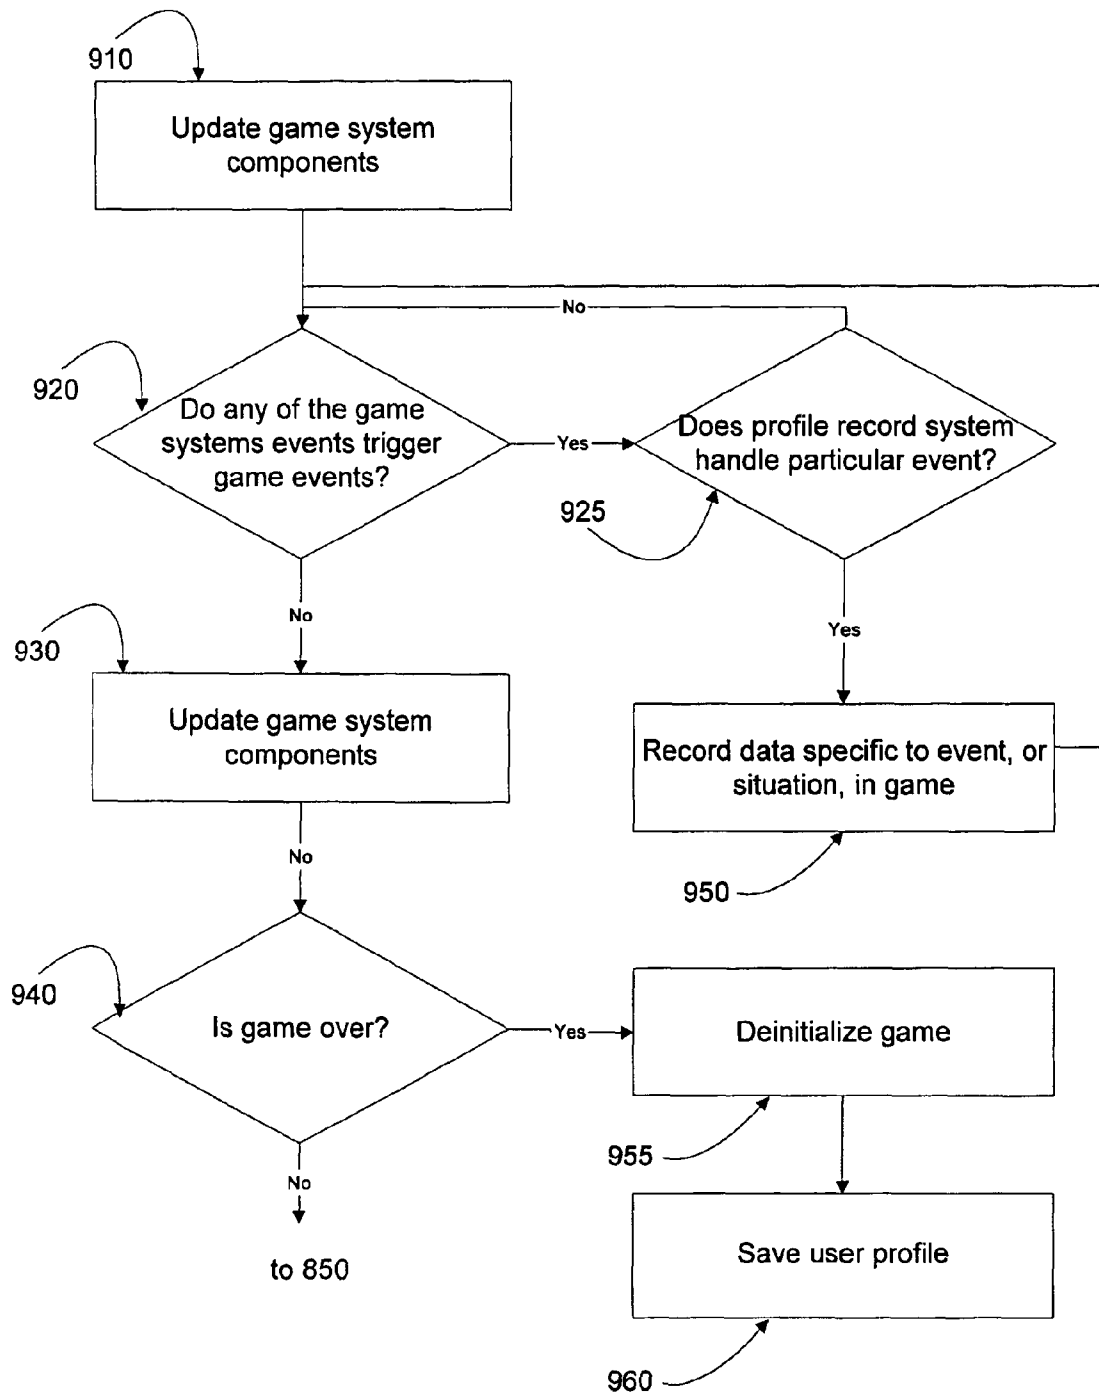 910
Update game system
components
No
920
Do any of the game
systems events trigger
game events?
Yes
Does profile record system
handle particular event?
925
No
Yes
930
Update game system
components
Record data specific to event, or
situation, in game
No
950
940
Is game over?
Yes
Deinitialize game
955
No
to 850
Save user profile
960